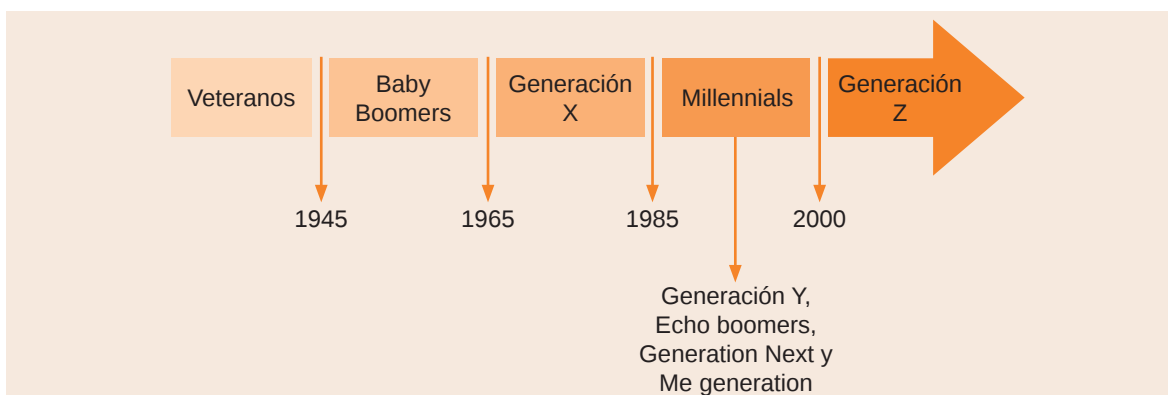 Veteranos
Baby
Boomers
Generación
X
Millennials
Generación
Z
1945
1965
1985
2000
Generación Y,
Echo boomers,
Generation Next y
Me generation